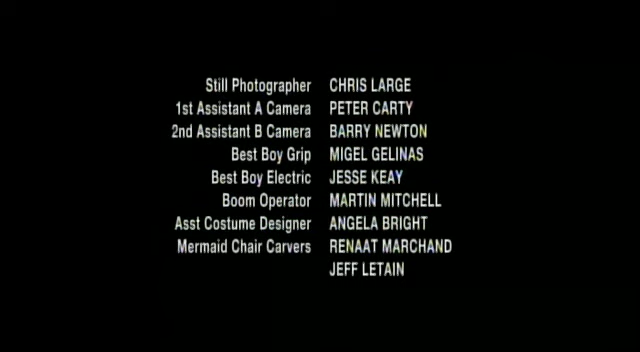 Still Photographer CHRIS LARGE
1st Assistant A Camera PETER CARTY
2nd Assistant B Camera BARRY NEWTON
Best Boy Grip MIGEL GELINAS
Best Boy Electric JESSE KEAY
Boom Operator MARTIN MITCHELL
Asst Costume Designer ANGELA BRIGHT
Mermaid Chair Carvers RENAAT MARCHAND
JEFF LETAIN